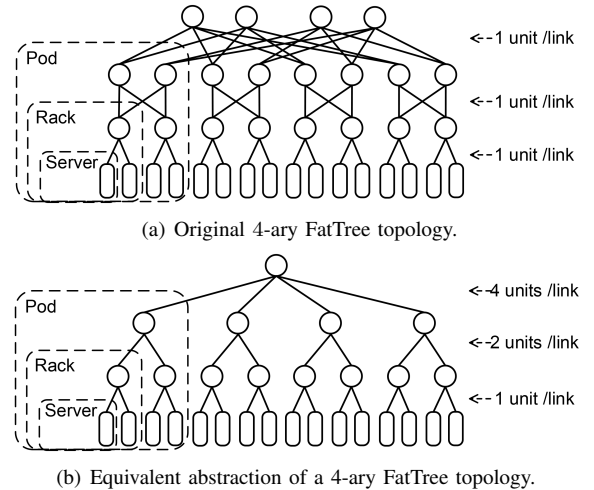 Pod
Rack
Server
1 unit /link
1 unit /link
1 unit /link
(a) Original 4-ary FatTree topology.
Pod
Rack
Server
4 units /link
2 units /link
1 unit /link
(b) Equivalent abstraction of a 4-ary FatTree topology.